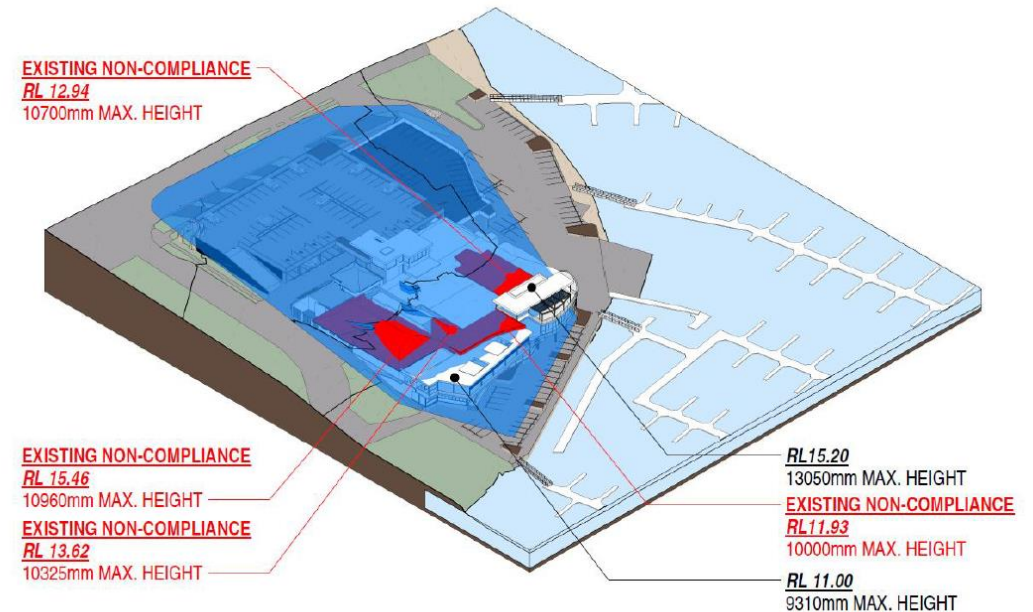 EXISTING NON-COMPLIANCE
RL 12.94
10700mm MAX. HEIGHT
EXISTING NON-COMPLIANCE
RL 15.46
10960mm MAX. HEIGHT
EXISTING NON-COMPLIANCE
RL 13.62
10325mm MAX. HEIGHT
RL15.20
13050mm MAX. HEIGHT
EXISTING NON-COMPLIANCE
RL11.93
10000mm MAX. HEIGHT
RL 11.00
9310mm MAX. HEIGHT